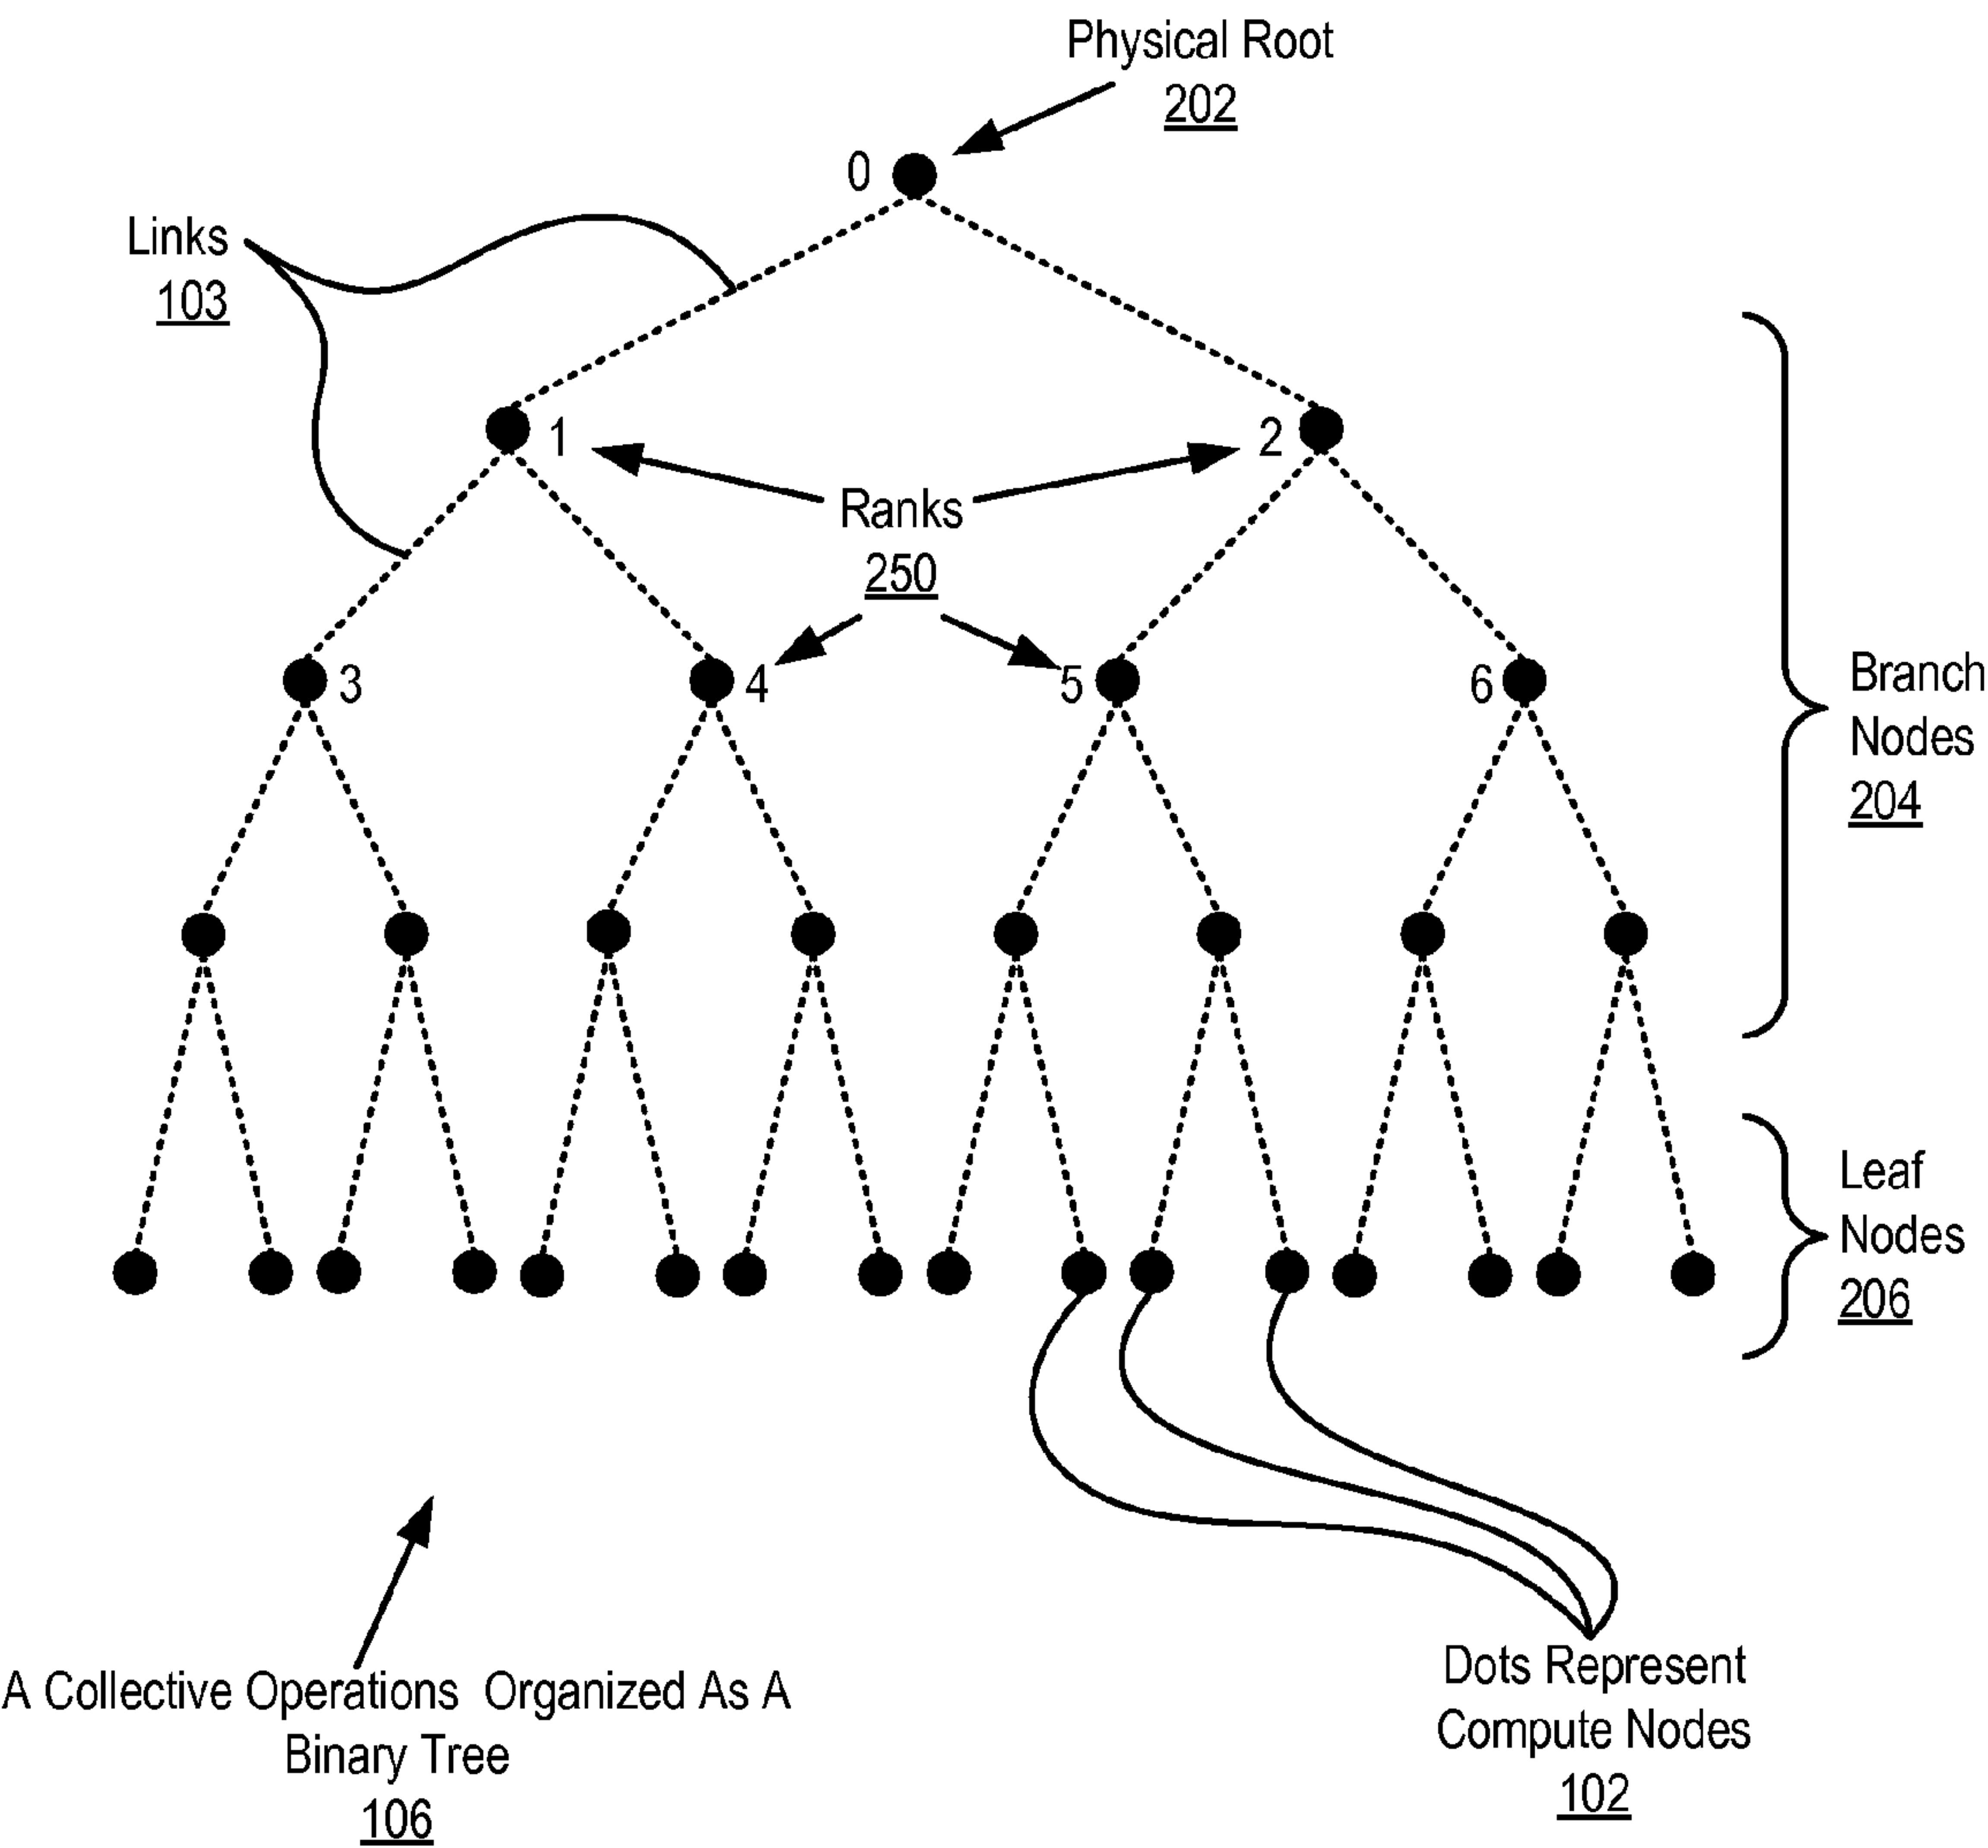 Physical Root
202
0
Links
103
1
2
Ranks
250
3
4
5
6
Branch
Nodes
204
Leaf
Nodes
206
A Collective Operations Organized As A
Binary Tree
106
Dots Represent
Compute Nodes
102